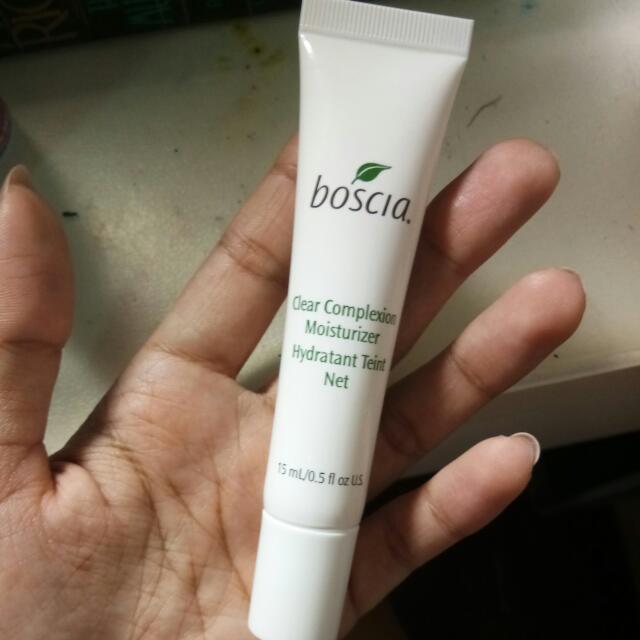 boscia.
Clear Complexion
Moisturizer
Hydratant Teint
Net
15 mL/0.5 fl oz U.S.